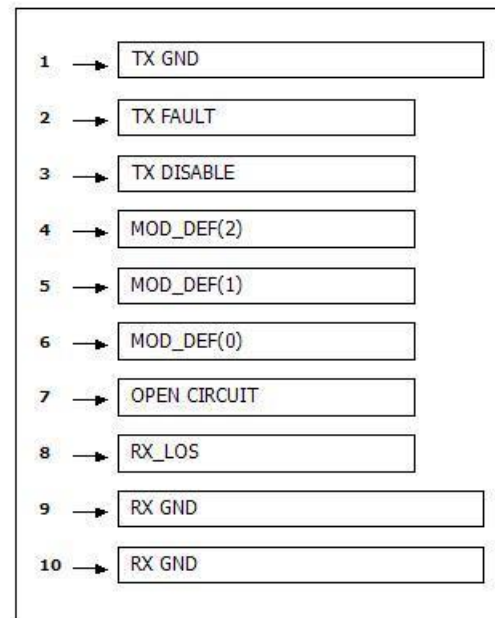 1 TX GND
2 TX FAULT
3 TX DISABLE
4 MOD_DEF(2)
5 MOD_DEF(1)
6 MOD_DEF(0)
7 OPEN CIRCUIT
8 RX_LOS
9 RX GND
10 RX GND